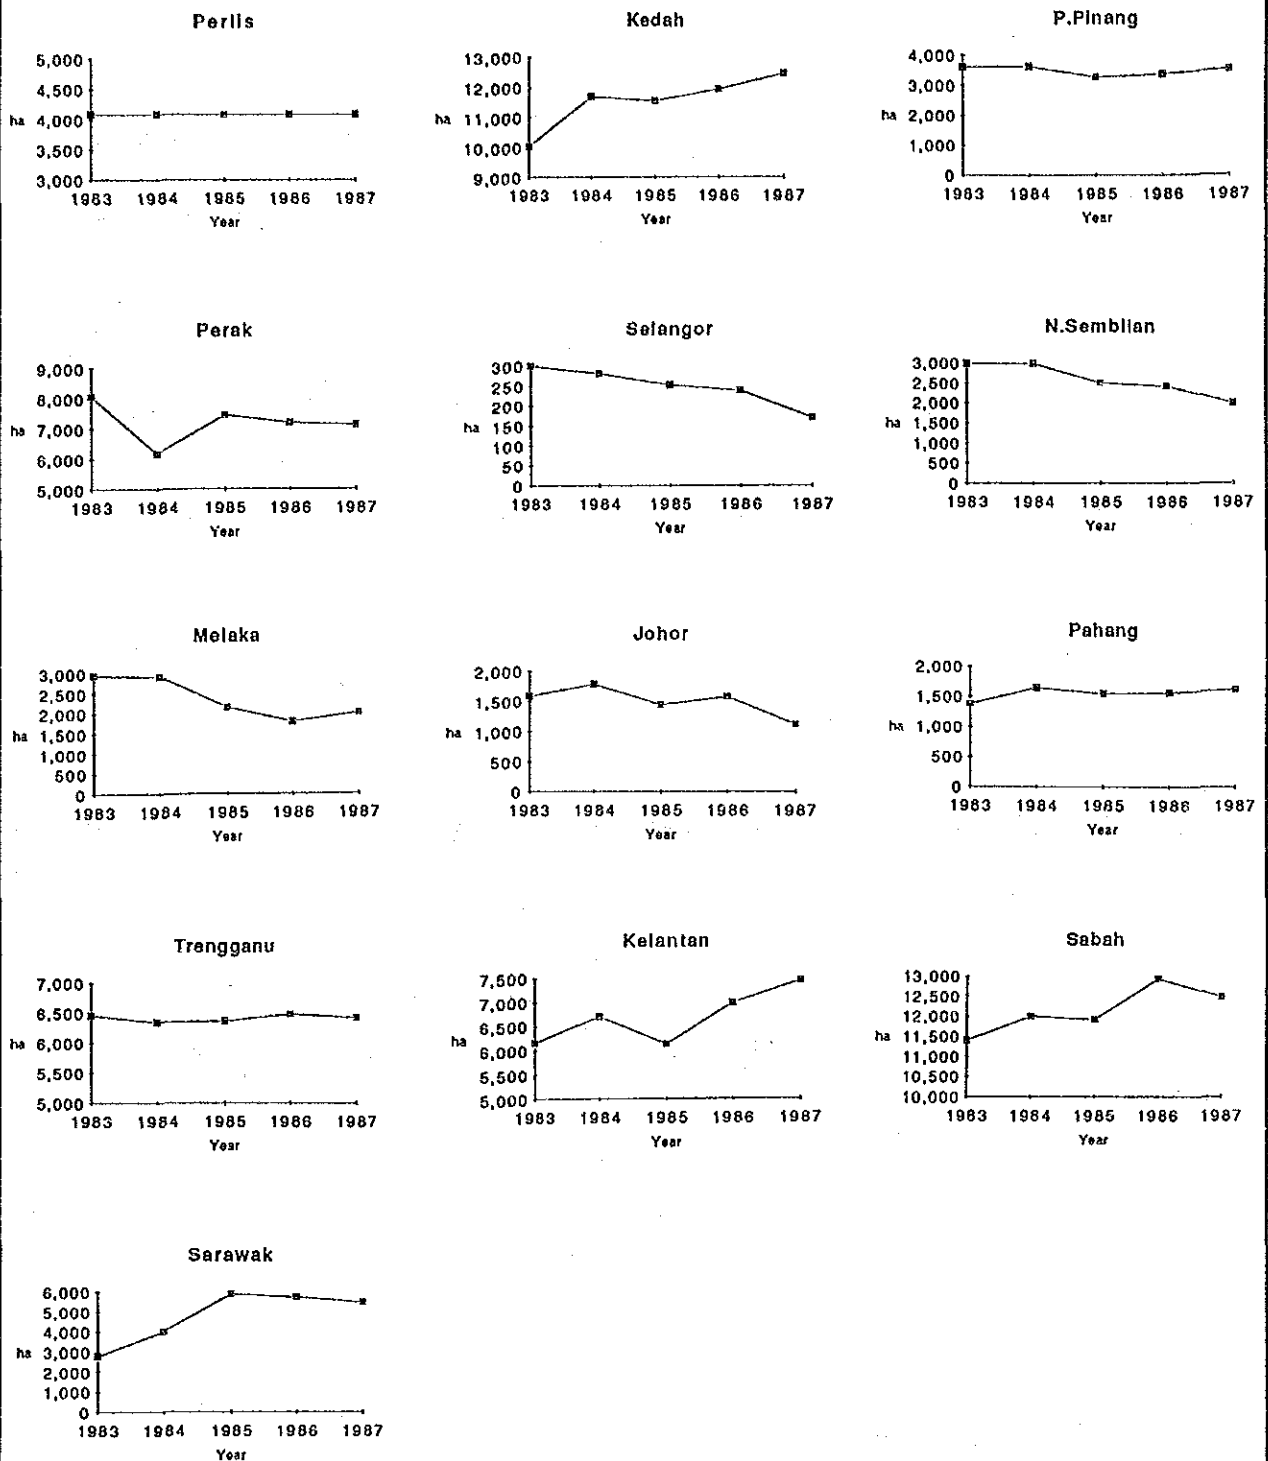 Perlis
5,000
4,500
ha 4,000
3,500
3,000
1983 1984 1985 1986 1987
Year
Kedah
13,000
12,000
ha 11,000
10,000
9,000
1983 1984 1985 1986 1987
Year
P.Pinang
4,000
3,000
ha 2,000
1,000
0
1983 1984 1985 1986 1987
Year
Perak
9,000
8,000
ha 7,000
6,000
5,000
1983 1984 1985 1986 1987
Year
Selangor
300
250
200
ha 150
100
50
0
1983 1984 1985 1986 1987
Year
N.Sembilan
3,000
2,500
2,000
ha 1,500
1,000
500
0
1983 1984 1985 1986 1987
Year
Melaka
3,000
2,500
2,000
ha 1,500
1,000
500
0
1983 1984 1985 1986 1987
Year
Johor
2,000
1,500
ha 1,000
500
0
1983 1984 1985 1986 1987
Year
Pahang
2,000
1,500
ha 1,000
500
0
1983 1984 1985 1986 1987
Year
Trengganu
7,000
6,500
ha 6,000
5,500
5,000
1983 1984 1985 1986 1987
Year
Kelantan
7,500
7,000
6,500
ha 6,000
5,500
5,000
1983 1984 1985 1986 1987
Year
Sabah
13,000
12,500
12,000
ha 11,500
11,000
10,500
10,000
1983 1984 1985 1986 1987
Year
Sarawak
6,000
5,000
4,000
ha 3,000
2,000
1,000
0
1983 1984 1985 1986 1987
Year